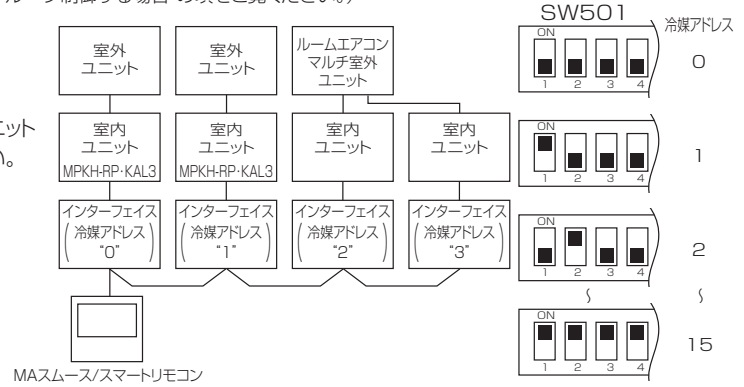 ループ制御する場合"の項をご覧ください。)
ニット
い。
室外
ユニット
室外
ユニット
ルームエアコン
マルチ室外
ユニット
室内
ユニット
MPKH-RP·KAL3
室内
ユニット
MPKH-RP·KAL3
室内
ユニット
室内
ユニット
インターフェイス
(冷媒アドレス)
"0"
インターフェイス
(冷媒アドレス)
"1"
インターフェイス
(冷媒アドレス)
"2"
インターフェイス
(冷媒アドレス)
"3"
MAスムース/スマートリモコン
SW501
冷媒アドレス
ON
1 2 3 4
0
ON
1 2 3 4
1
ON
1 2 3 4
2
~ ~
ON
1 2 3 4
15